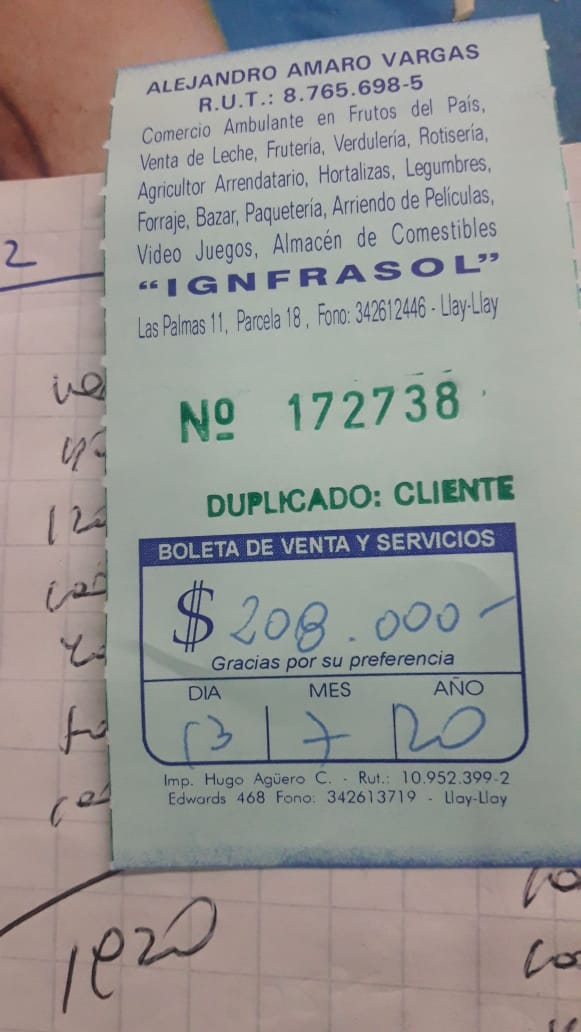 ALEJANDRO AMARO VARGAS
R.U.T.: 8.765.698-5
Comercio Ambulante en Frutos del País,
Venta de Leche, Frutería, Verdulería, Rotisería,
Agricultor Arrendatario, Hortalizas, Legumbres,
Forraje, Bazar, Paquetería, Arriendo de Películas,
Video Juegos, Almacén de Comestibles
“IGNFRASOL”
Las Palmas 11, Parcela 18 , Fono: 342612446 - Llay-Llay
Nº 172738
DUPLICADO: CLIENTE
BOLETA DE VENTA Y SERVICIOS
$ 208.000-
Gracias por su preferencia
DIA MES AÑO
13 7 20
Imp. Hugo Agüero C. - Rut.: 10.952.399-2
Edwards 468 Fono: 342613719 - Llay-Llay
2